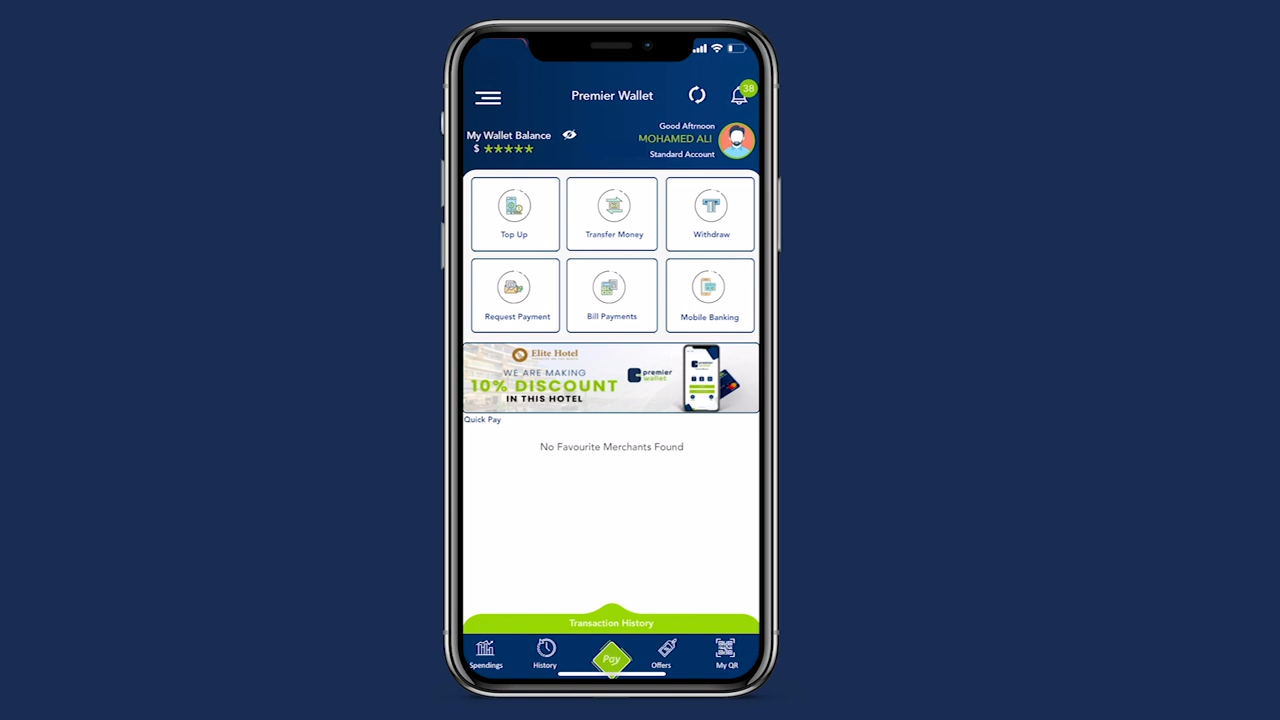 Premier Wallet
38
My Wallet Balance
$ *****
Good Aftrnoon
MOHAMED ALI
Standard Account
Top Up
Transfer Money
Withdraw
Request Payment
Bill Payments
Mobile Banking
Elite Hotel
WE ARE MAKING
10% DISCOUNT
IN THIS HOTEL
premier
wallet
Quick Pay
No Favourite Merchants Found
Transaction History
Spendings
History
Pay
Offers
My QR